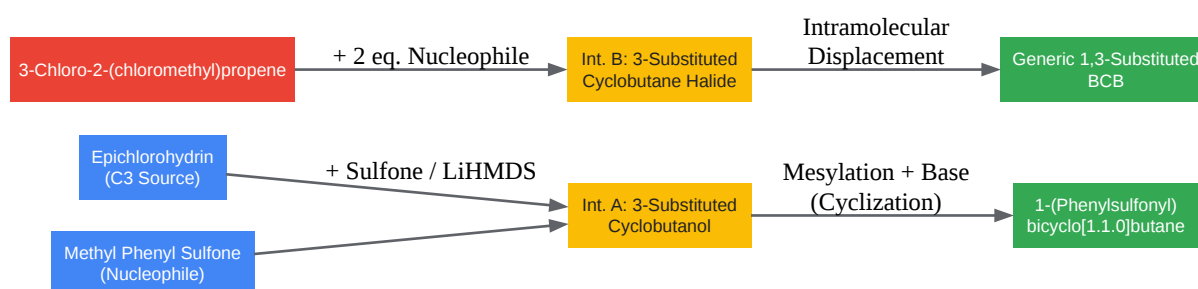 3-Chloro-2-(chloromethyl)propene
+ 2 eq. Nucleophile
Int. B: 3-Substituted
Cyclobutane Halide
Intramolecular
Displacement
Generic 1,3-Substituted
BCB
Epichlorohydrin
(C3 Source)
+ Sulfone / LiHMDS
Methyl Phenyl Sulfone
(Nucleophile)
Int. A: 3-Substituted
Cyclobutanol
Mesylation + Base
(Cyclization)
1-(Phenylsulfonyl)
bicyclo[1.1.0]butane